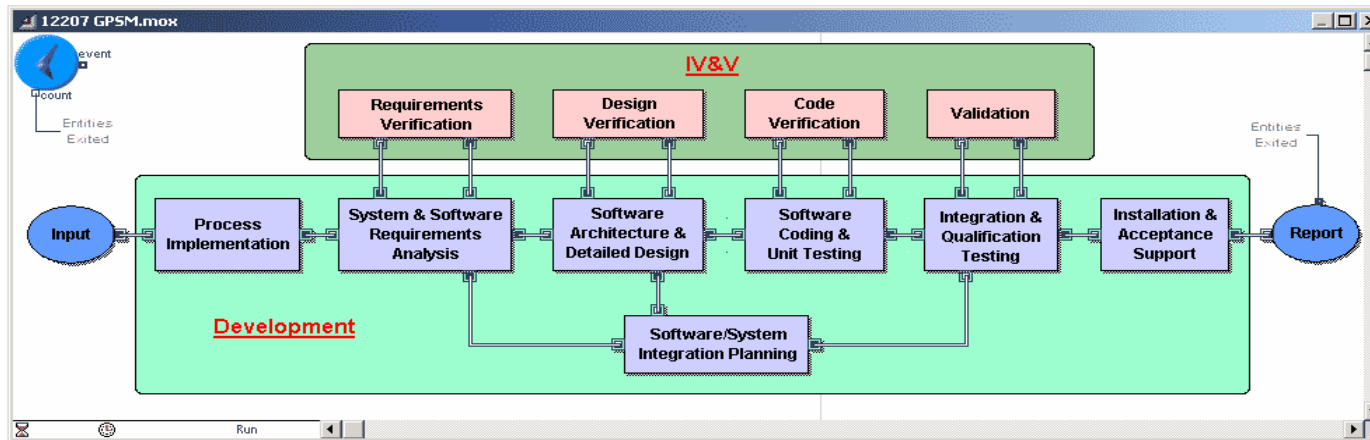 12207 GPSM.mox
event
count
Entities
Exited
IV&V
Requirements
Verification
Design
Verification
Code
Verification
Validation
Entities
Exited
Input
Process
Implementation
System & Software
Requirements
Analysis
Software
Architecture &
Detailed Design
Software
Coding &
Unit Testing
Integration &
Qualification
Testing
Installation &
Acceptance
Support
Report
Development
Software/System
Integration Planning
Run